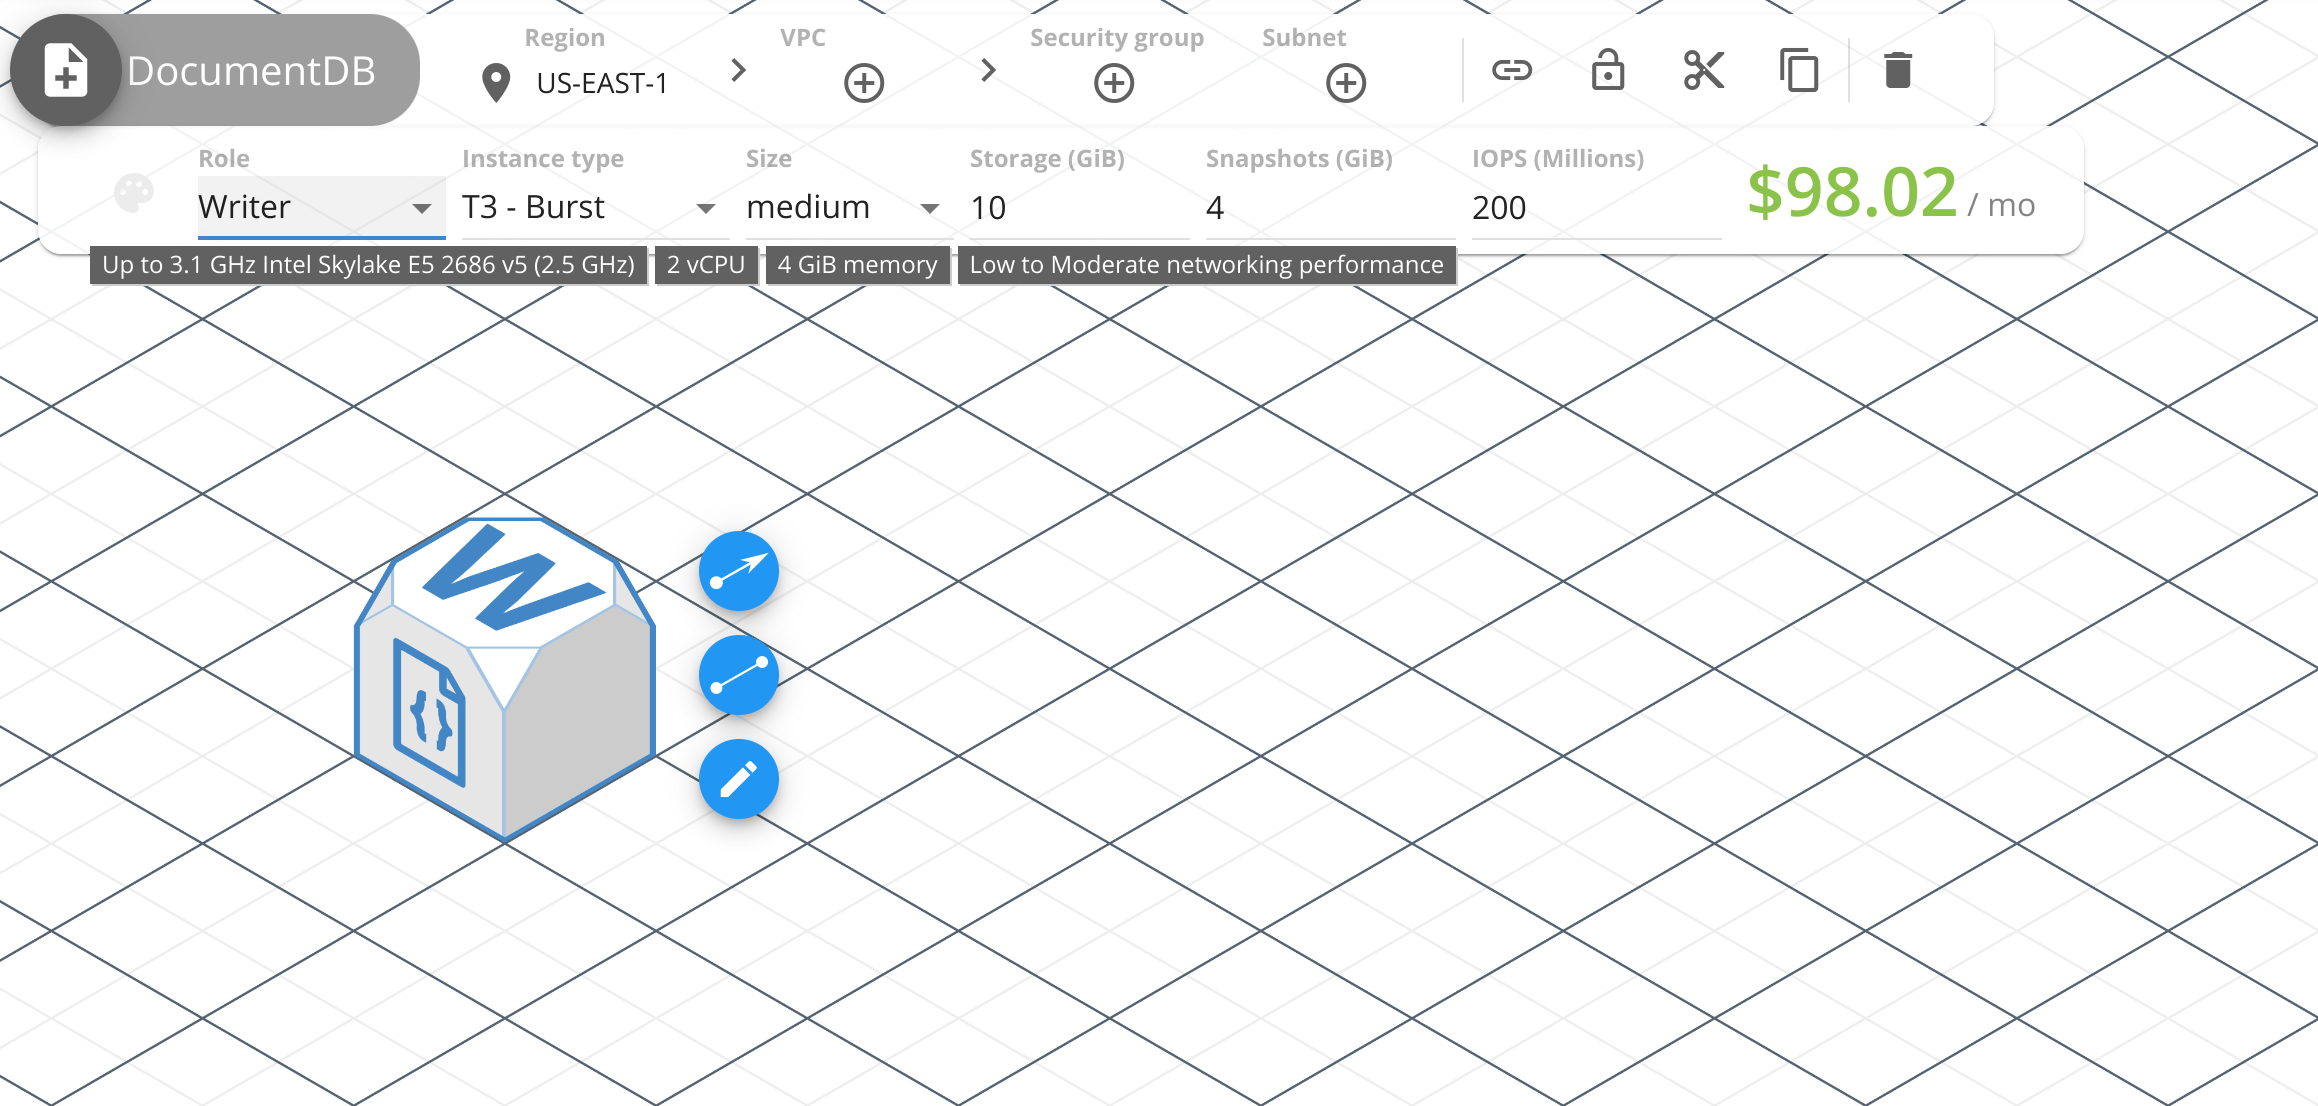 DocumentDB
Region
US-EAST-1
VPC
Security group
Subnet
Role
Writer
Instance type
T3 - Burst
Size
medium
Storage (GiB)
10
Snapshots (GiB)
4
IOPS (Millions)
200
$98.02 / mo
Up to 3.1 GHz Intel Skylake E5 2686 v5 (2.5 GHz)
2 vCPU
4 GiB memory
Low to Moderate networking performance
W
{}